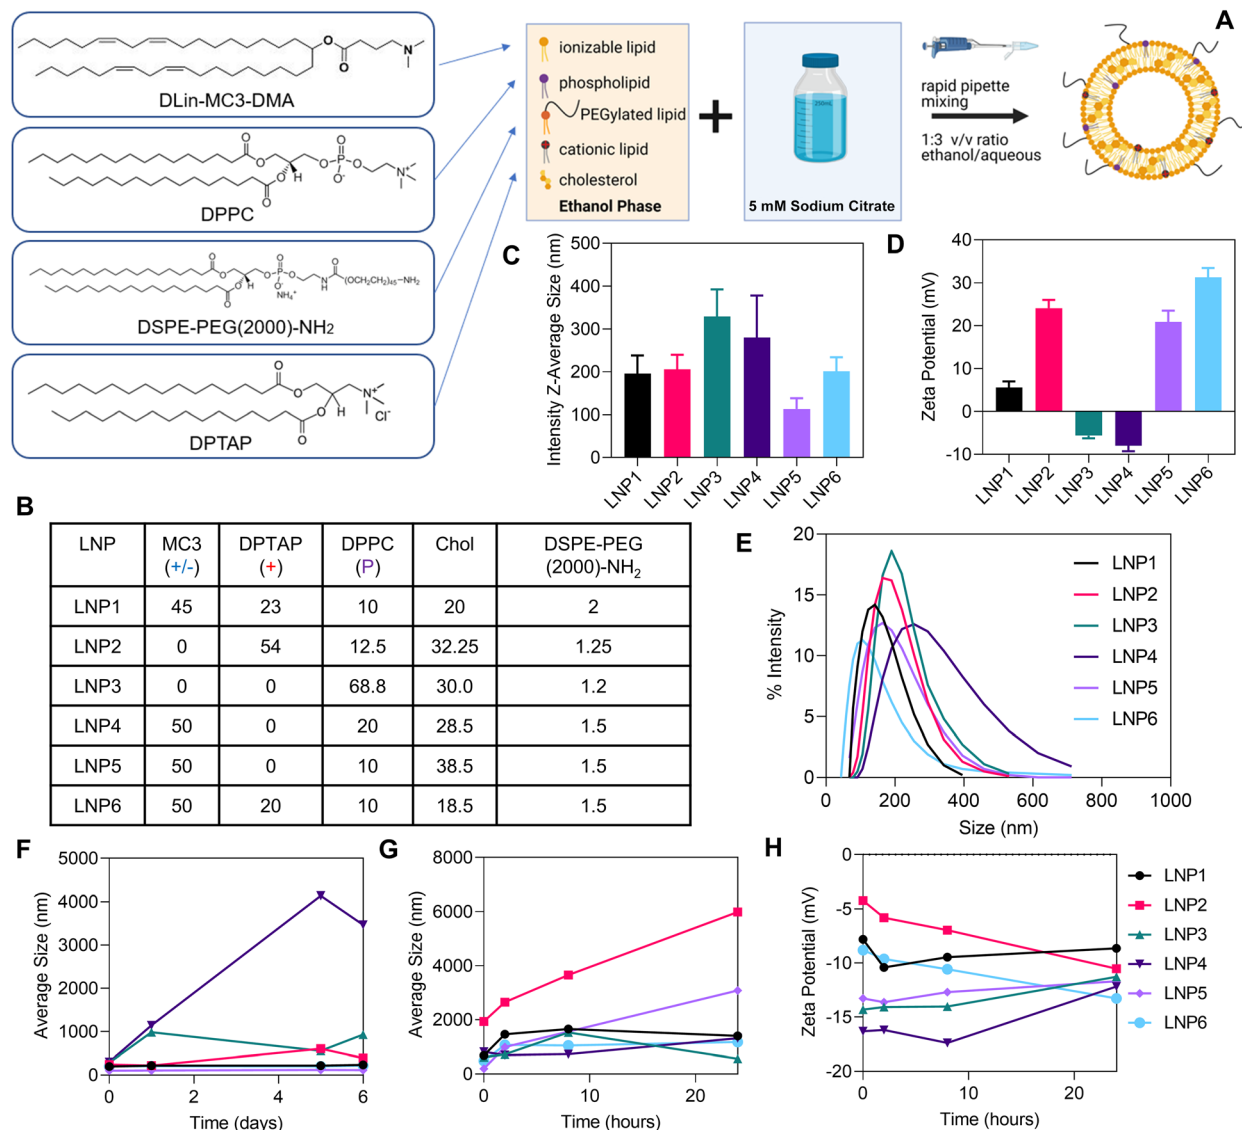 A
DLin-MC3-DMA
DPPC
DSPE-PEG(2000)-NH2
DPTAP
ionizable lipid
phospholipid
PEGylated lipid
cationic lipid
cholesterol
Ethanol Phase
+
250mL
5 mM Sodium Citrate
rapid pipette
mixing
1:3 v/v ratio
ethanol/aqueous
B
LNP MC3 (+/-) DPTAP (+) DPPC (P) Chol DSPE-PEG (2000)-NH2
LNP1 45 23 10 20 2
LNP2 0 54 12.5 32.25 1.25
LNP3 0 0 68.8 30.0 1.2
LNP4 50 0 20 28.5 1.5
LNP5 50 0 10 38.5 1.5
LNP6 50 20 10 18.5 1.5
C
Intensity Z-Average Size (nm)
500
400
300
200
100
0
LNP1 LNP2 LNP3 LNP4 LNP5 LNP6
D
Zeta Potential (mV)
40
30
20
10
0
-10
LNP1 LNP2 LNP3 LNP4 LNP5 LNP6
E
% Intensity
20
15
10
5
0
0 200 400 600 800 1000
Size (nm)
LNP1
LNP2
LNP3
LNP4
LNP5
LNP6
F
Average Size (nm)
5000
4000
3000
2000
1000
0
0 2 4 6
Time (days)
G
Average Size (nm)
8000
6000
4000
2000
0
0 10 20
Time (hours)
H
Zeta Potential (mV)
0
-5
-10
-15
-20
0 10 20
Time (hours)
LNP1
LNP2
LNP3
LNP4
LNP5
LNP6